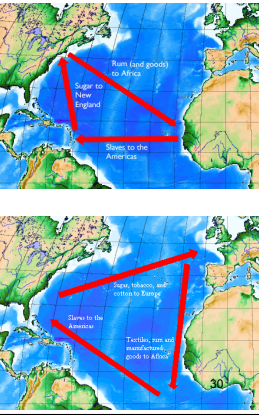 Rum (and goods)
to Africa
Sugar to
New
England
Slaves to the
Americas
Sugar, tobacco, and
cotton to Europe
Slaves to the
Americas
Textiles, rum and
manufactured
goods to Africa
30